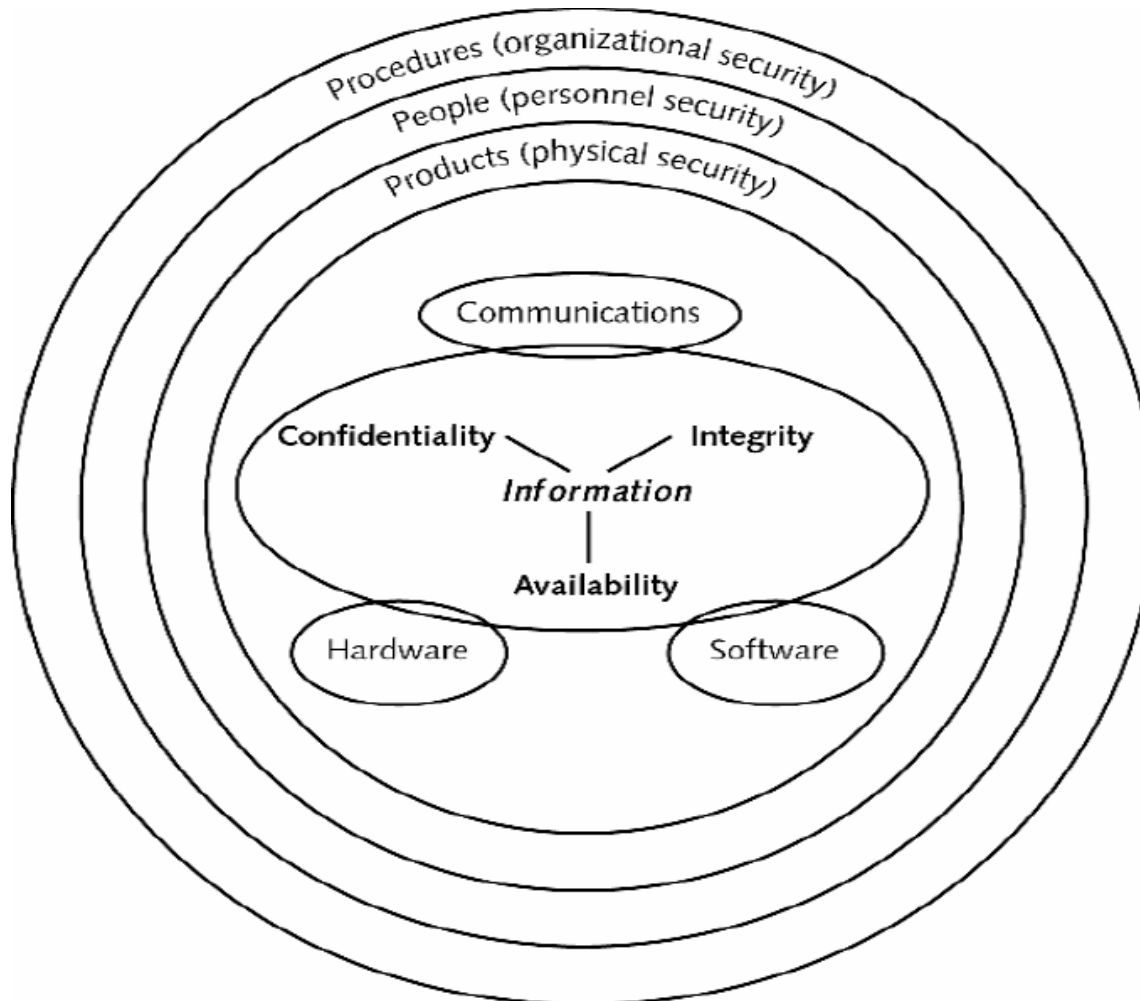 Procedures (organizational security)
People (personnel security)
Products (physical security)
Communications
Confidentiality
Integrity
Information
Availability
Hardware
Software